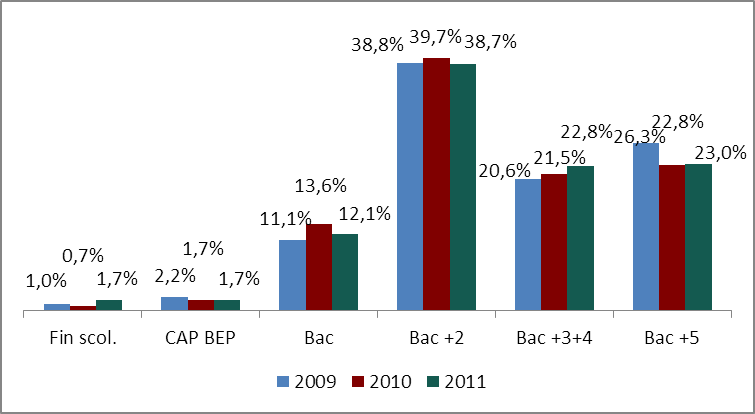 38,8% 39,7% 38,7%
26,3% 22,8% 23,0%
20,6% 21,5% 22,8%
11,1% 13,6% 12,1%
2,2% 1,7% 1,7%
1,0% 0,7% 1,7%
Fin scol. CAP BEP Bac Bac +2 Bac +3+4 Bac +5
2009 2010 2011